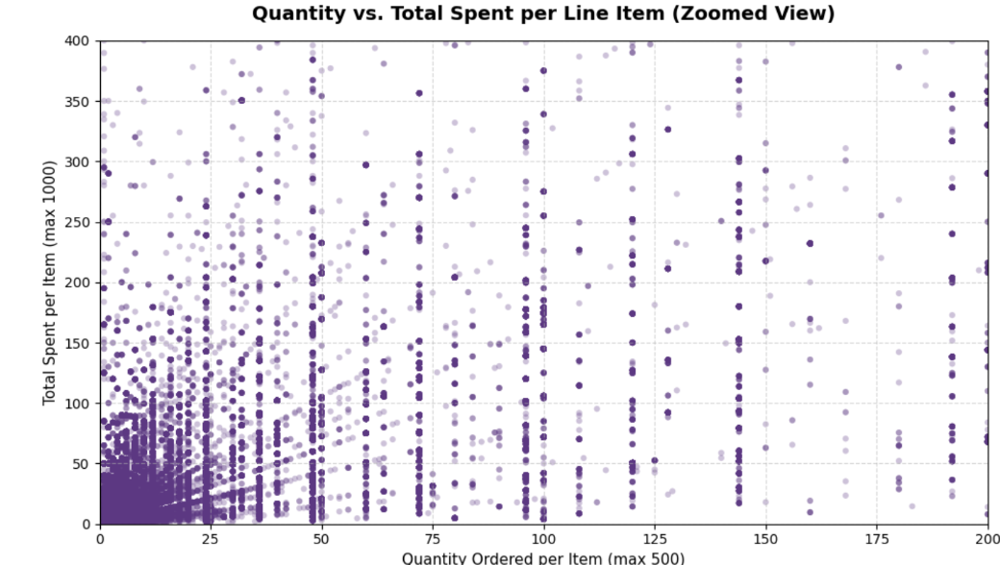 Quantity vs. Total Spent per Line Item (Zoomed View)
400
350
300
250
200
150
100
50
0
Total Spent per Item (max 1000)
0 25 50 75 100 125 150 175 200
Quantity Ordered per Item (max 500)